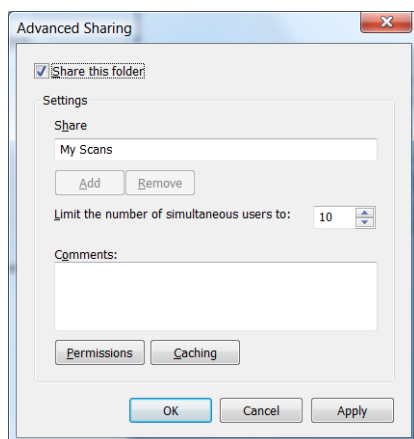 Advanced Sharing
Share this folder
Settings
Share
My Scans
Add Remove
Limit the number of simultaneous users to: 10
Comments:
Permissions Caching
OK Cancel Apply